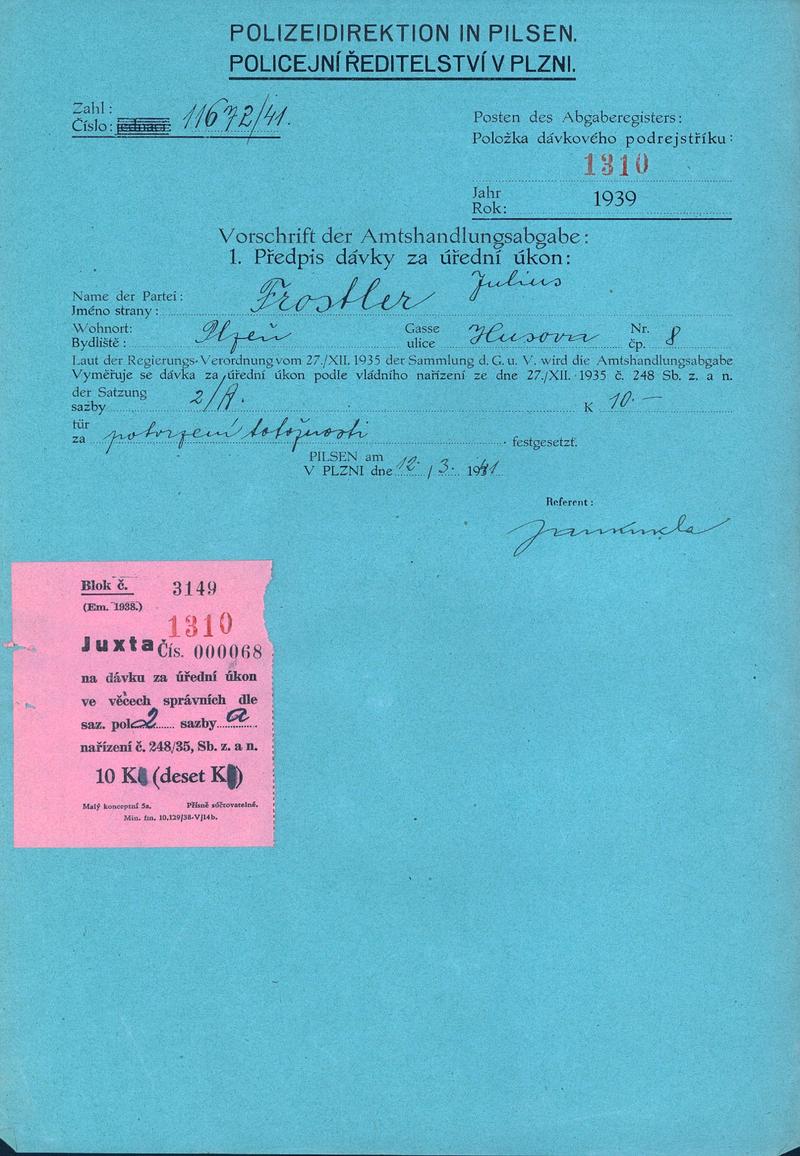 POLIZEIDIREKTION IN PILSEN.
POLICEJNÍ ŘEDITELSTVÍ V PLZNI.
Zahl:
Číslo: jednací: 11672/41.
Posten des Abgaberegisters:
Položka dávkového podrejstříku:
1310
Jahr
Rok: 1939
Vorschrift der Amtshandlungsabgabe:
1. Předpis dávky za úřední úkon:
Name der Partei:
Jméno strany: Frostler Julius
Wohnort: Gasse Nr.
Bydliště: Plzeň ulice Husova čp. 8
Laut der Regierungs-Verordnung vom 27./XII. 1935 der Sammlung d. G. u. V. wird die Amtshandlungsabgabe
Vyměřuje se dávka za úřední úkon podle vládního nařízení ze dne 27./XII. 1935 č. 248 Sb. z. a n.
der Satzung
sazby 2/A. K 10.—
tür
za potvrzení totožnosti festgesetzt.
PILSEN am
V PLZNI dne 12. / 3. 1941
Referent:
Blok č. 3149
(Em. 1938.)
1310
Juxta Čís. 000068
na dávku za úřední úkon
ve věcech správních dle
saz. pol. 2 sazby a
nařízení č. 248/35, Sb. z. a n.
10 K (deset K)
Malý konceptní 5a. Přísně súčtovatelné.
Min. fin. 10.129/38-V/14b.